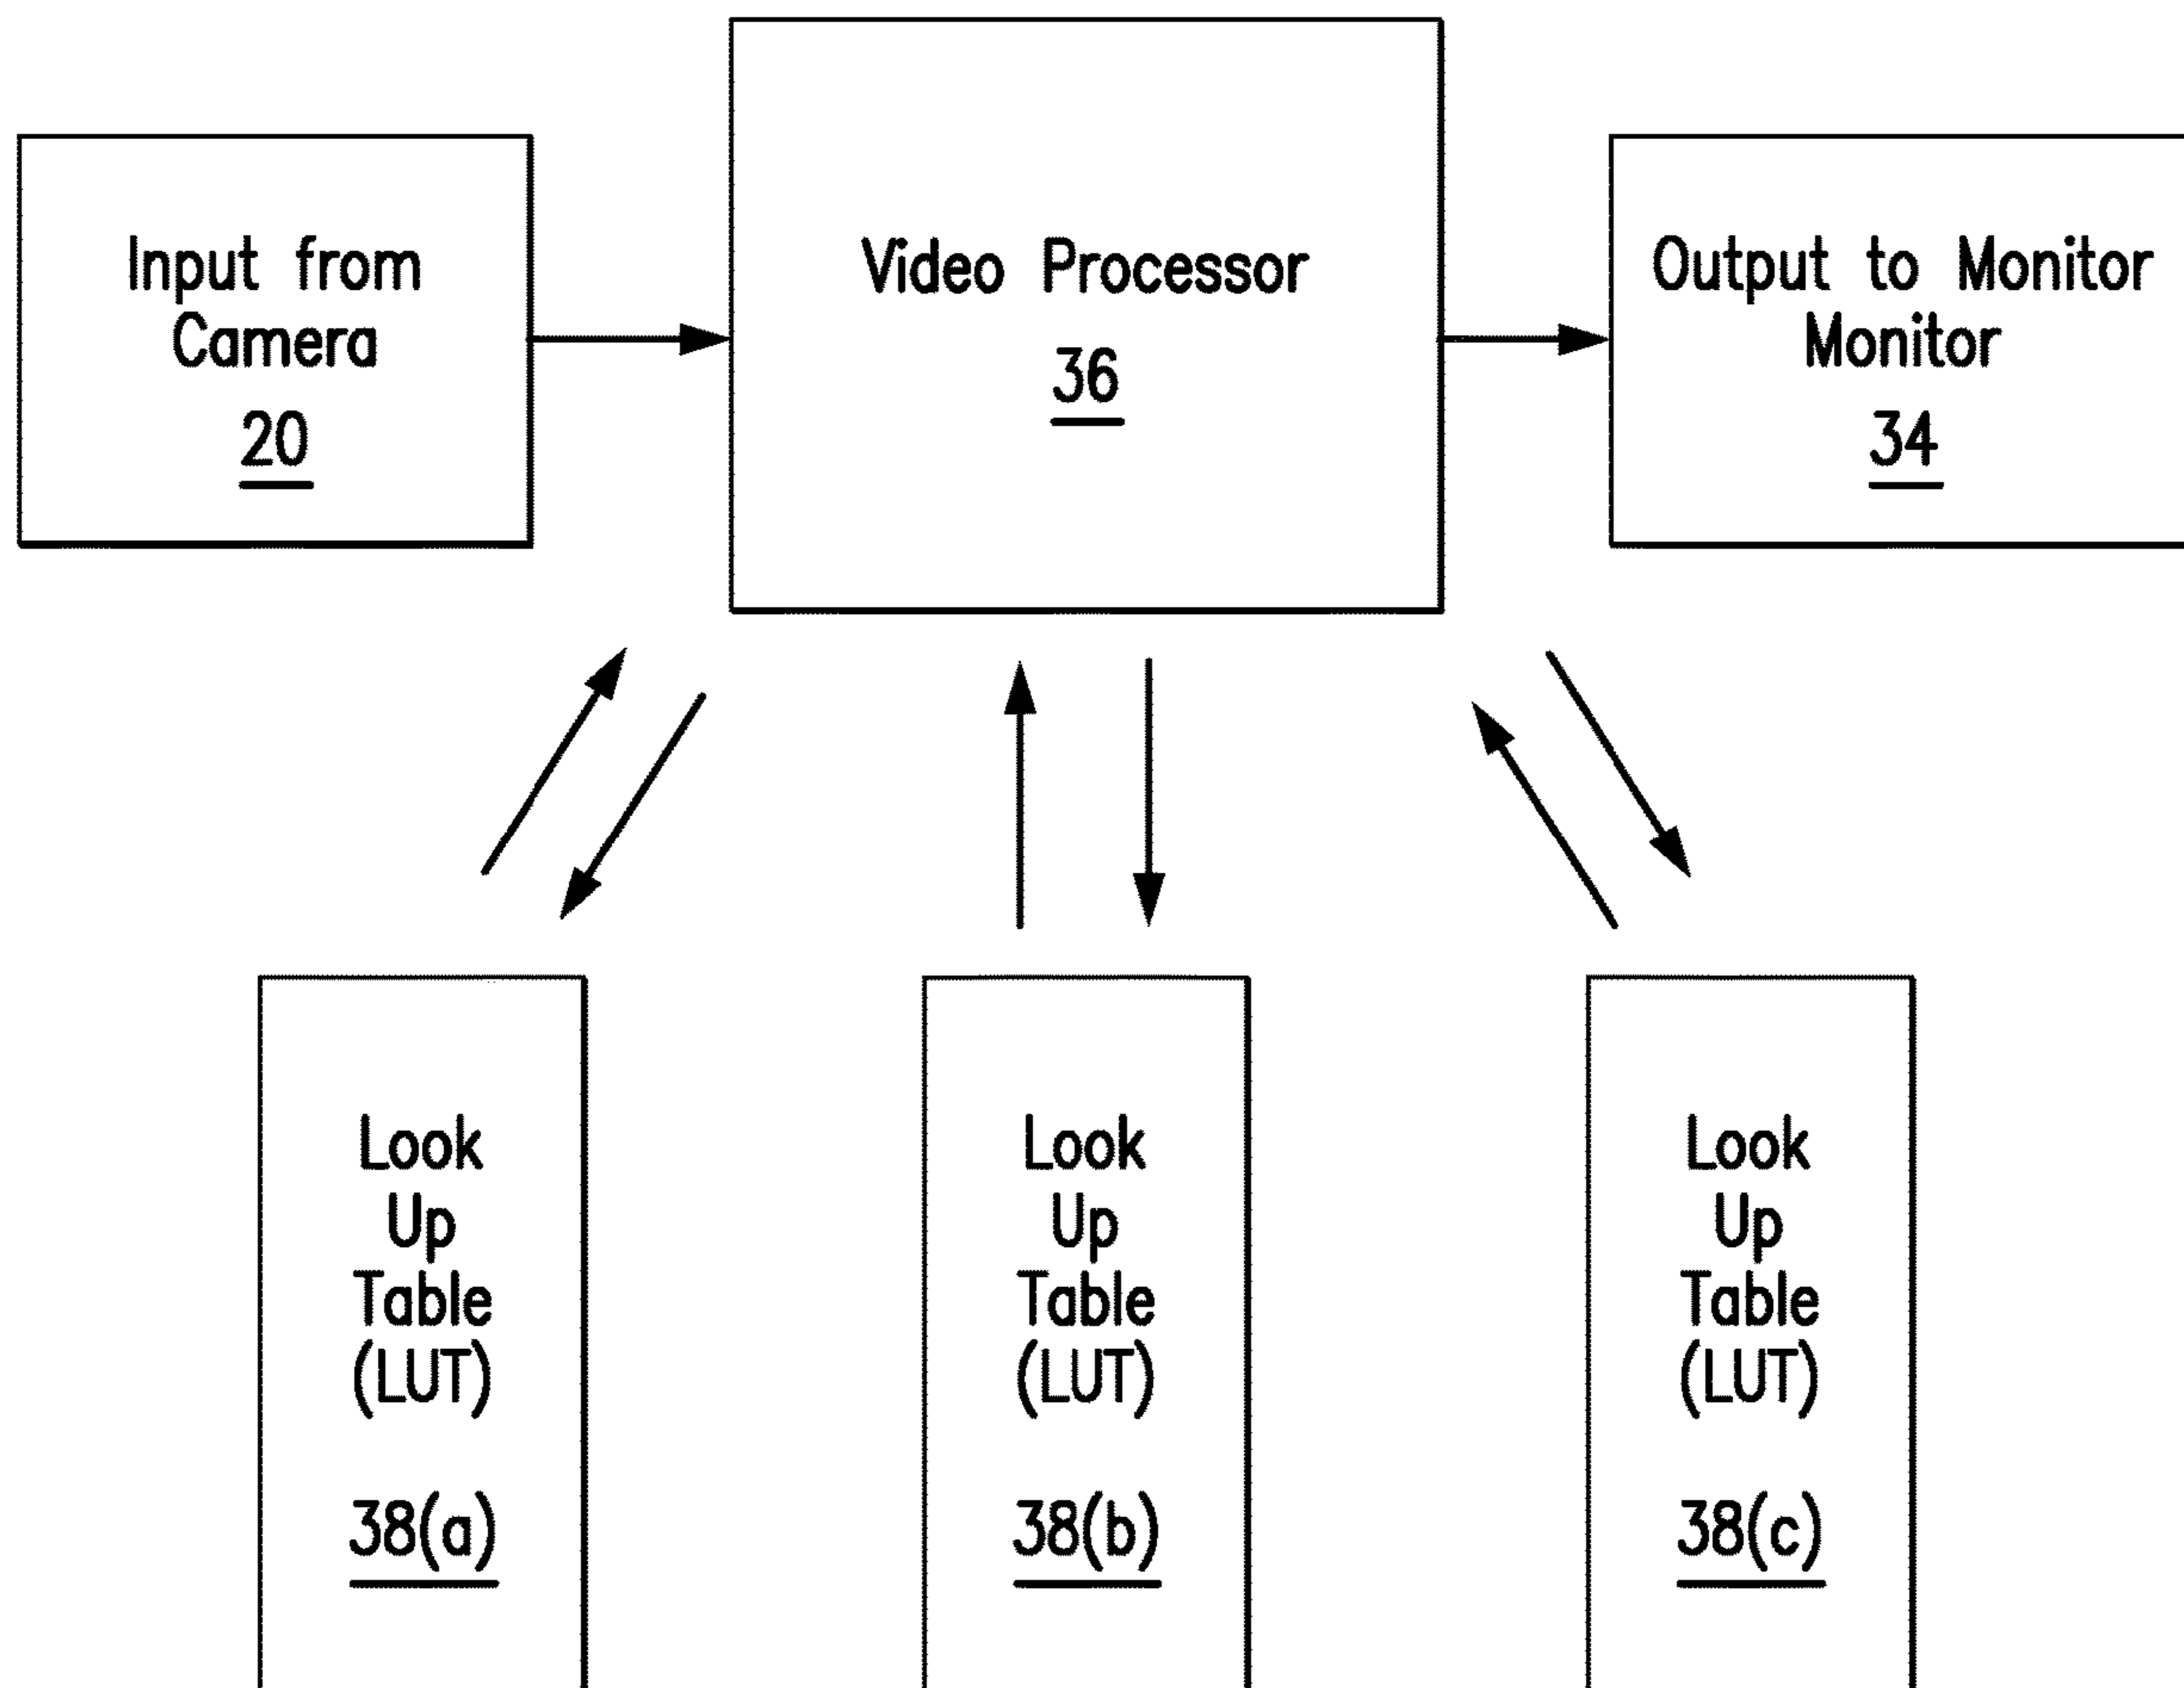 Input from
Camera
20
Video Processor
36
Output to Monitor
Monitor
34
Look
Up
Table
(LUT)
38(a)
Look
Up
Table
(LUT)
38(b)
Look
Up
Table
(LUT)
38(c)